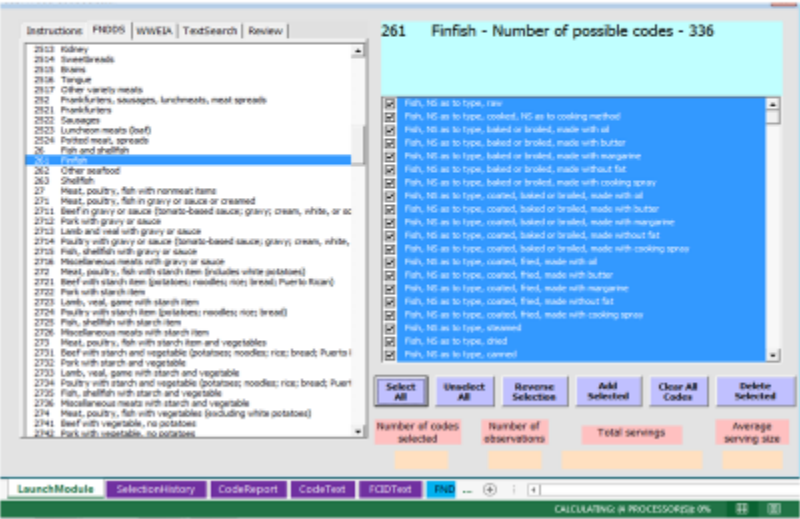 Instructions FNDDS WWEIA TextSearch Review
2513 Kidney
2514 Sweetbreads
2515 Brains
2516 Tongue
2517 Other variety meats
252 Frankfurters, sausages, lunchmeats, meat spreads
2521 Frankfurters
2522 Sausages
2523 Luncheon meats (loaf)
2524 Potted meat, spreads
26 Fish and shellfish
261 Finfish
262 Other seafood
263 Shellfish
27 Meat, poultry, fish with nonmeat items
271 Meat, poultry, fish in gravy or sauce or creamed
2711 Beef in gravy or sauce (tomato-based sauce; gravy; cream, white, or so
2712 Pork with gravy or sauce
2713 Lamb and veal with gravy or sauce
2714 Poultry with gravy or sauce (tomato-based sauce; gravy; cream, white,
2715 Fish, shellfish with gravy or sauce
2716 Miscellaneous meats with gravy or sauce
272 Meat, poultry, fish with starch item (includes white potatoes)
2721 Beef with starch item (potatoes; noodles; rice; bread; Puerto Rican)
2722 Pork with starch item
2723 Lamb, veal, game with starch item
2724 Poultry with starch item (potatoes; noodles; rice; bread)
2725 Fish, shellfish with starch item
2726 Miscellaneous meats with starch item
273 Meat, poultry, fish with starch item and vegetables
2731 Beef with starch and vegetable (potatoes; noodles; rice; bread; Puerto
2732 Pork with starch and vegetable
2733 Lamb, veal, game with starch and vegetable
2734 Poultry with starch and vegetable (potatoes; noodles; rice; bread; Puert
2735 Fish, shellfish with starch and vegetable
2736 Miscellaneous meats with starch and vegetable
274 Meat, poultry, fish with vegetables (excluding white potatoes)
2741 Beef with vegetable, no potatoes
2742 Pork with vegetable, no potatoes
261 Finfish - Number of possible codes - 336
Fish, NS as to type, raw
Fish, NS as to type, cooked, NS as to cooking method
Fish, NS as to type, baked or broiled, made with oil
Fish, NS as to type, baked or broiled, made with butter
Fish, NS as to type, baked or broiled, made with margarine
Fish, NS as to type, baked or broiled, made without fat
Fish, NS as to type, baked or broiled, made with cooking spray
Fish, NS as to type, coated, baked or broiled, made with oil
Fish, NS as to type, coated, baked or broiled, made with butter
Fish, NS as to type, coated, baked or broiled, made with margarine
Fish, NS as to type, coated, baked or broiled, made without fat
Fish, NS as to type, coated, baked or broiled, made with cooking spray
Fish, NS as to type, coated, fried, made with oil
Fish, NS as to type, coated, fried, made with butter
Fish, NS as to type, coated, fried, made with margarine
Fish, NS as to type, coated, fried, made without fat
Fish, NS as to type, coated, fried, made with cooking spray
Fish, NS as to type, steamed
Fish, NS as to type, dried
Fish, NS as to type, canned
Select All
Unselect All
Reverse Selection
Add Selected
Clear All Codes
Delete Selected
Number of codes selected
Number of observations
Total servings
Average serving size
LaunchModule SelectionHistory CodeReport CodeText FCIDText FND ...
CALCULATING: (4 PROCESSOR(S)): 0%